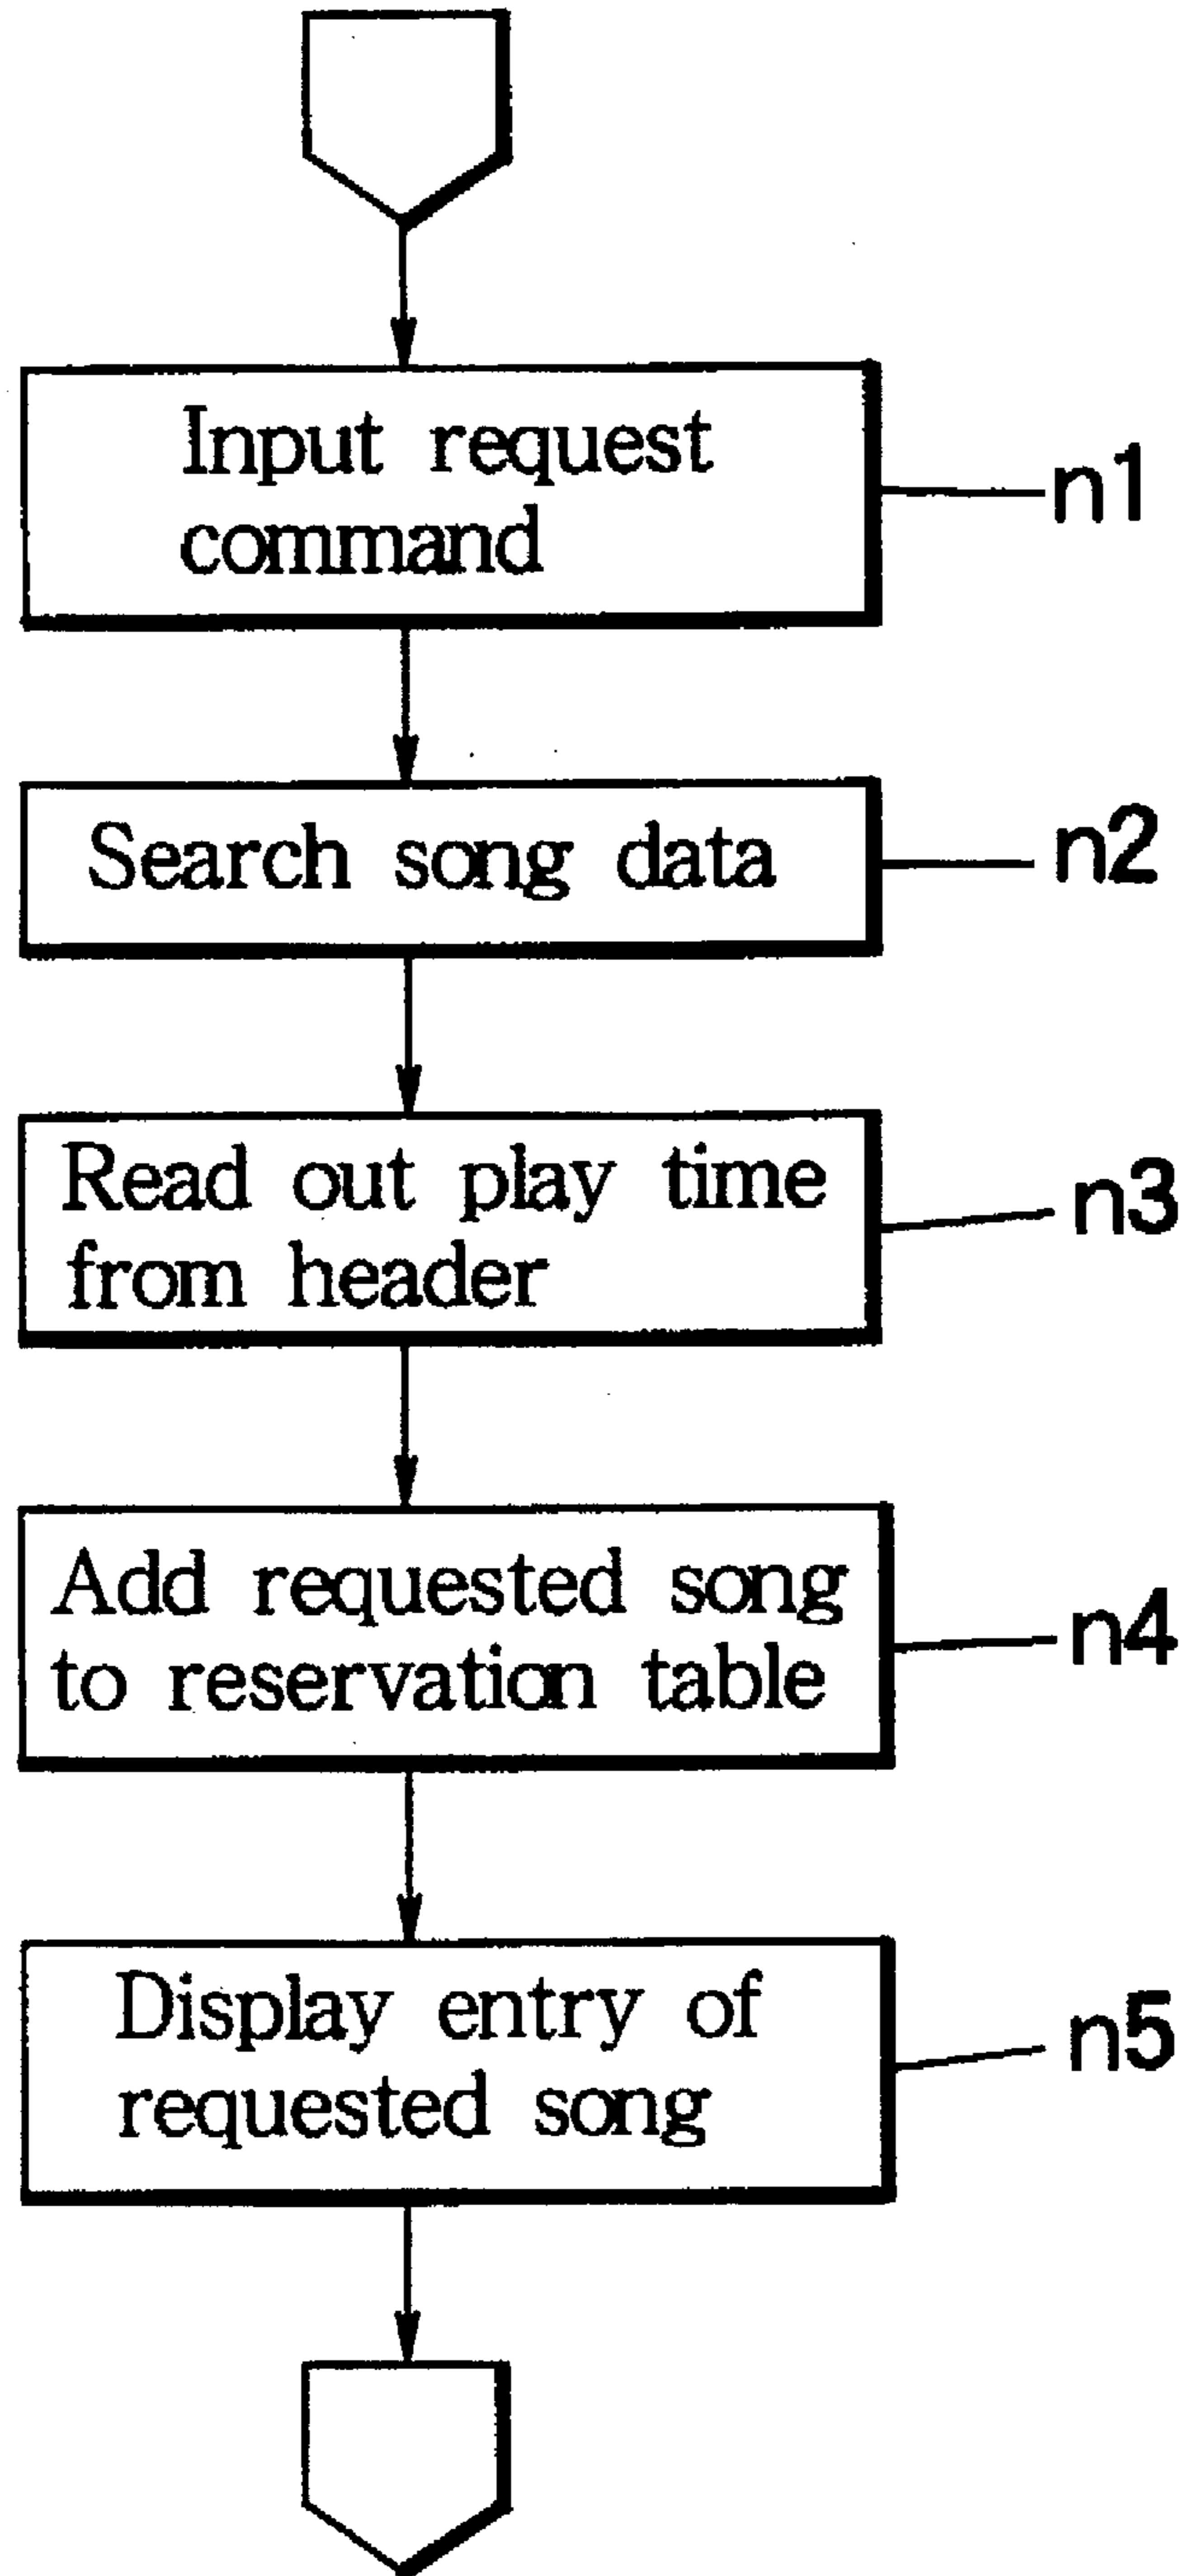 Input request
command
n1
Search song data
n2
Read out play time
from header
n3
Add requested song
to reservation table
n4
Display entry of
requested song
n5